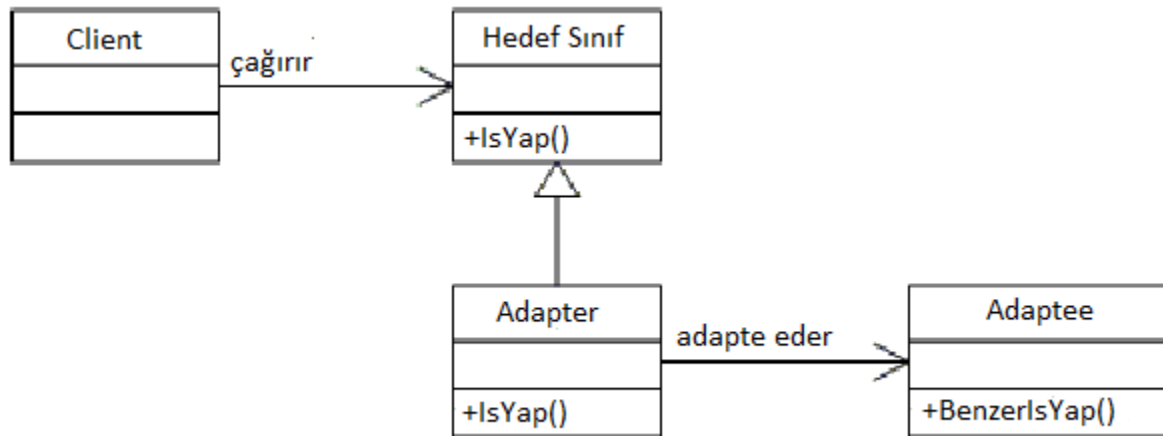 Client
çağırır
Hedef Sınıf
+IsYap()
Adapter
adapte eder
Adaptee
+IsYap()
+BenzerIsYap()